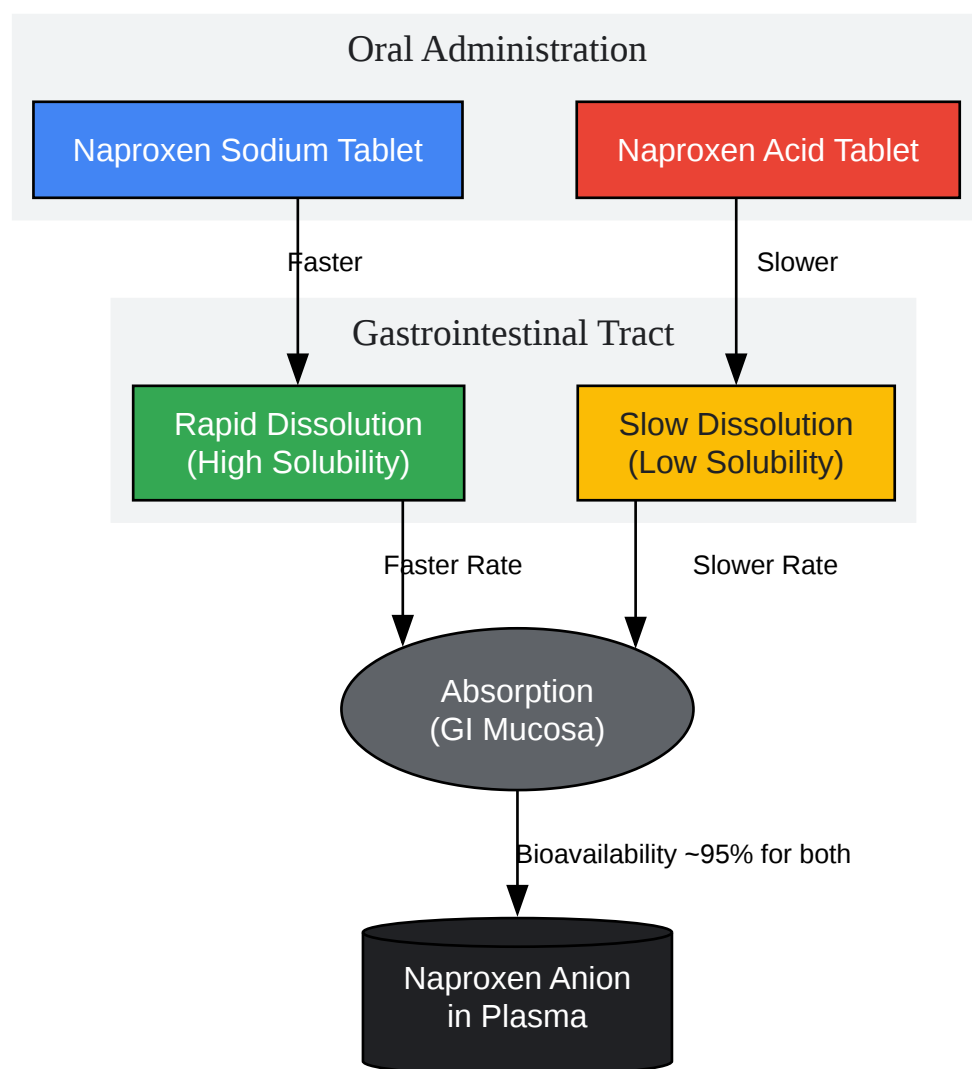 Oral Administration
Naproxen Sodium Tablet
Naproxen Acid Tablet
Faster
Slower
Gastrointestinal Tract
Rapid Dissolution
(High Solubility)
Slow Dissolution
(Low Solubility)
Faster Rate
Slower Rate
Absorption
(GI Mucosa)
Bioavailability ~95% for both
Naproxen Anion
in Plasma